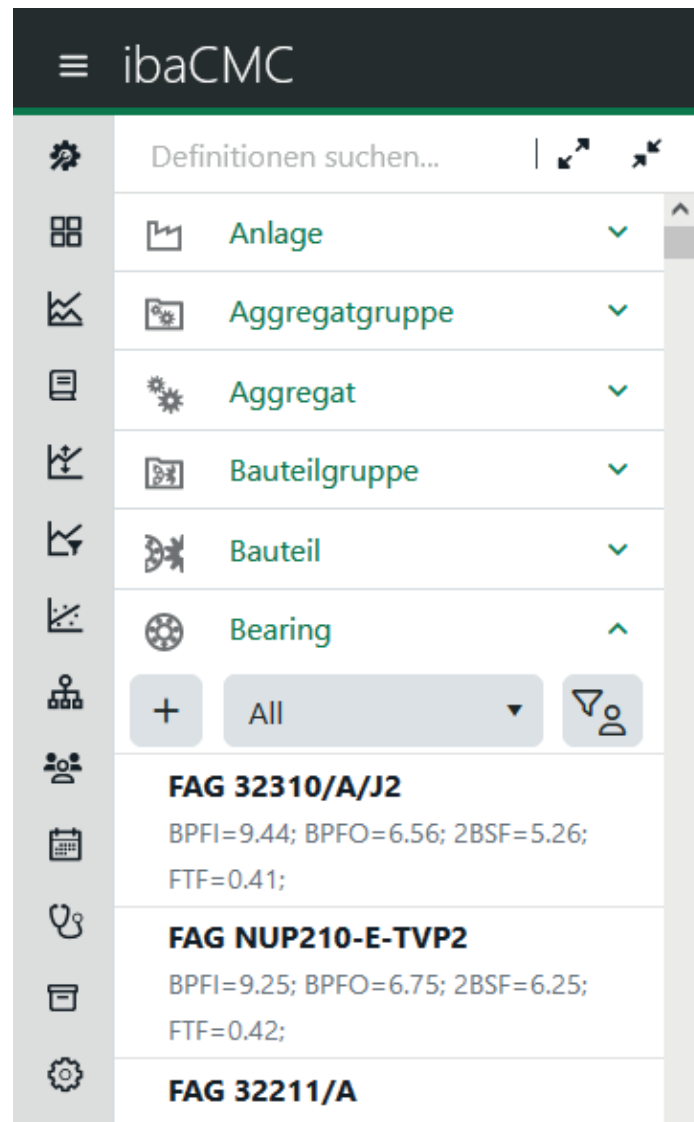 ibaCMC
Definitionen suchen...
Anlage
Aggregatgruppe
Aggregat
Bauteilgruppe
Bauteil
Bearing
All
FAG 32310/A/J2
BPFI=9.44; BPFO=6.56; 2BSF=5.26;
FTF=0.41;
FAG NUP210-E-TVP2
BPFI=9.25; BPFO=6.75; 2BSF=6.25;
FTF=0.42;
FAG 32211/A